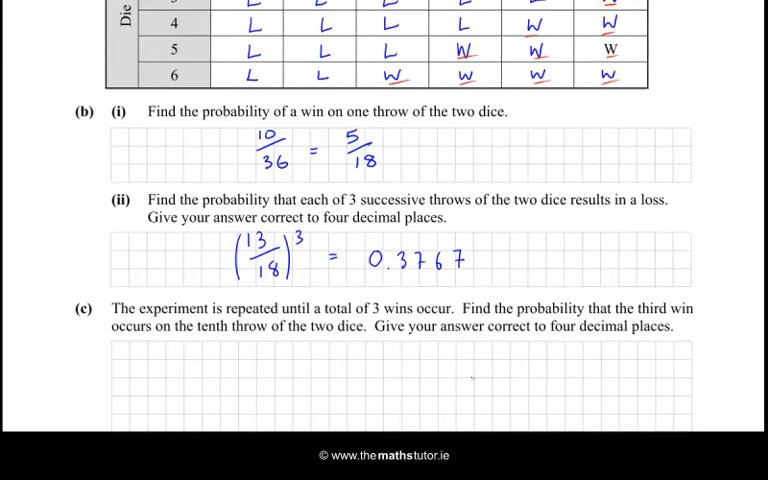 Die
L L L L W W
4 L L L L W W
5 L L L W W W
6 L L W W W W
(b) (i) Find the probability of a win on one throw of the two dice.
10/36 = 5/18
(ii) Find the probability that each of 3 successive throws of the two dice results in a loss.
Give your answer correct to four decimal places.
(13/18)^3 = 0.3767
(c) The experiment is repeated until a total of 3 wins occur. Find the probability that the third win
occurs on the tenth throw of the two dice. Give your answer correct to four decimal places.
© www.themathstutor.ie